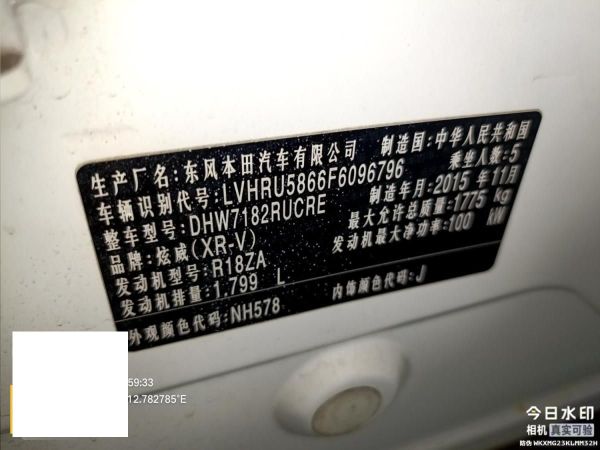 生产厂名:东风本田汽车有限公司 制造国:中华人民共和国
车辆识别代号:LVHRU5866F6096796 乘坐人数:5
整车型号:DHW7182RUCRE 制造年月:2015 年11月
品牌:炫威(XR-V) 最大允许总质量:1775 kg
发动机型号:R18ZA 发动机最大净功率:100 kW
发动机排量:1.799 L
外观颜色代码:NH578 内饰颜色代码:J
59:33
12.782785°E
今日水印
相机 真实可验
防伪 WKXMG23KLMM32H